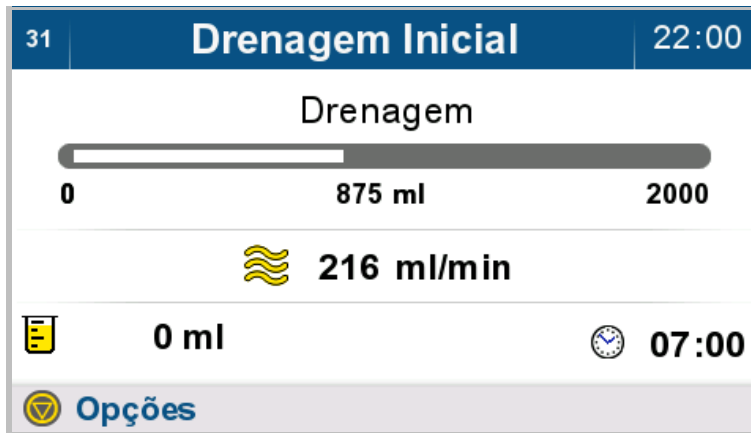 31 Drenagem Inicial 22:00
Drenagem
0 875 ml 2000
216 ml/min
0 ml 07:00
Opções